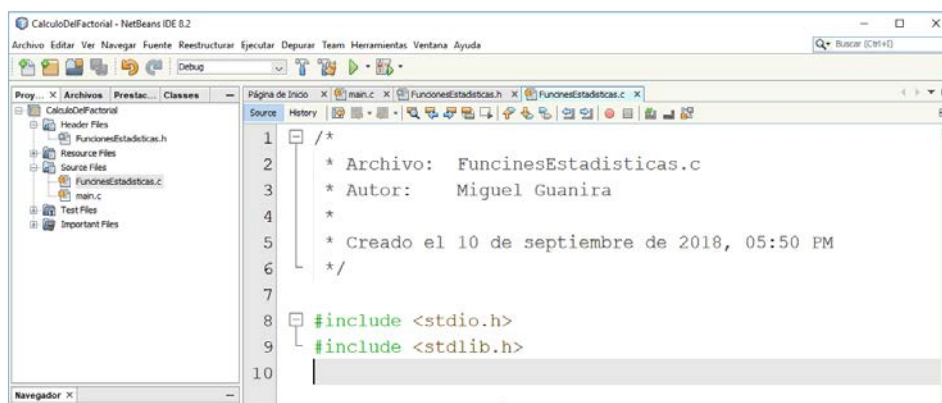 CalculoDelFactorial - NetBeans IDE 8.2
Archivo Editar Ver Navegar Fuente Reestructurar Ejecutar Depurar Team Herramientas Ventana Ayuda
Buscar (Ctrl+I)
Debug
Proy... X Archivos Prestac... Classes
Página de Inicio X main.c X FuncionesEstadisticas.h X FuncinesEstadisticas.c X
CalculoDelFactorial
Header Files
FuncionesEstadisticas.h
Resource Files
Source Files
FuncinesEstadisticas.c
main.c
Test Files
Important Files
Navegador X
Source History
1 /*
2 * Archivo: FuncinesEstadisticas.c
3 * Autor: Miguel Guanira
4 *
5 * Creado el 10 de septiembre de 2018, 05:50 PM
6 */
7
8 #include <stdio.h>
9 #include <stdlib.h>
10